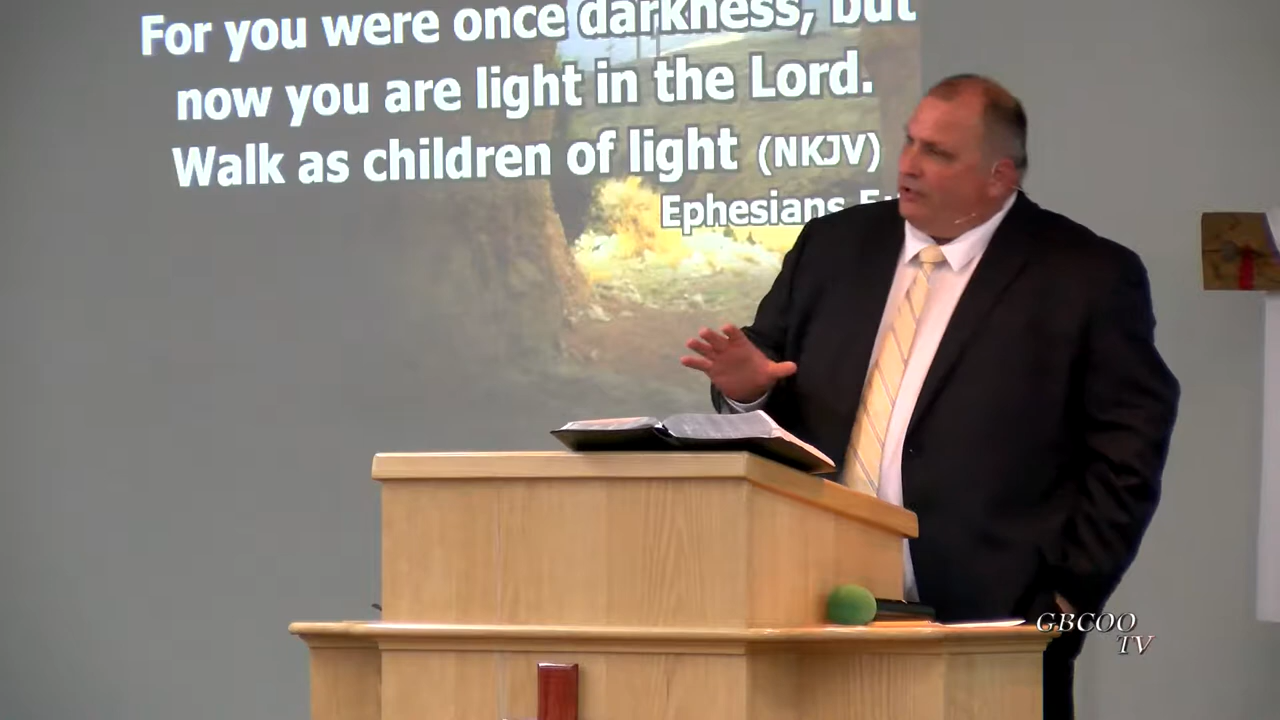 For you were once darkness, but
now you are light in the Lord.
Walk as children of light (NKJV)
Ephesians
GBCOO
TV